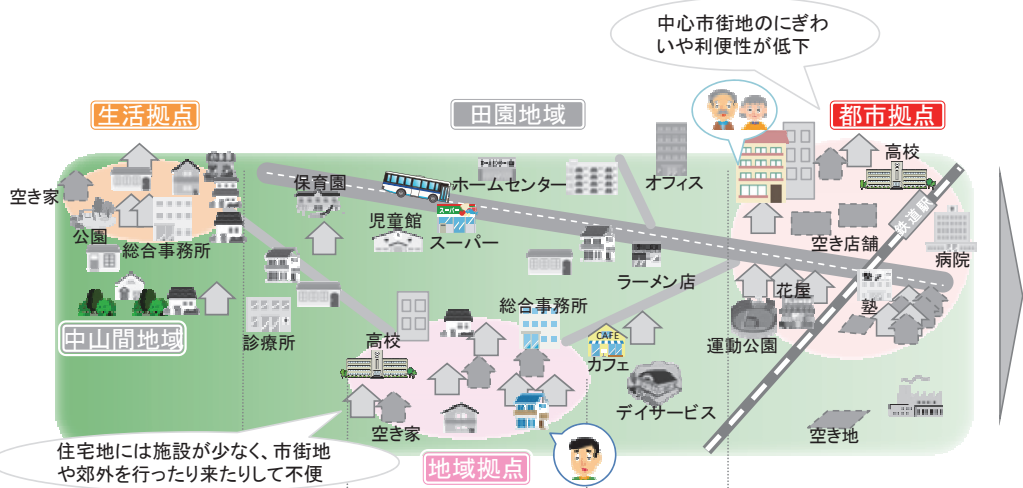 中心市街地のにぎわ
いや利便性が低下
生活拠点
田園地域
都市拠点
高校
オフィス
ホームセンター
保育園
空き家
スーパー
児童館
スーパー
公園
総合事務所
鉄道駅
空き店舗
病院
ラーメン店
花屋
塾
総合事務所
中山間地域
診療所
高校
CAFE
カフェ
運動公園
デイサービス
空き家
空き地
住宅地には施設が少なく、市街地
や郊外を行ったり来たりして不便
地域拠点